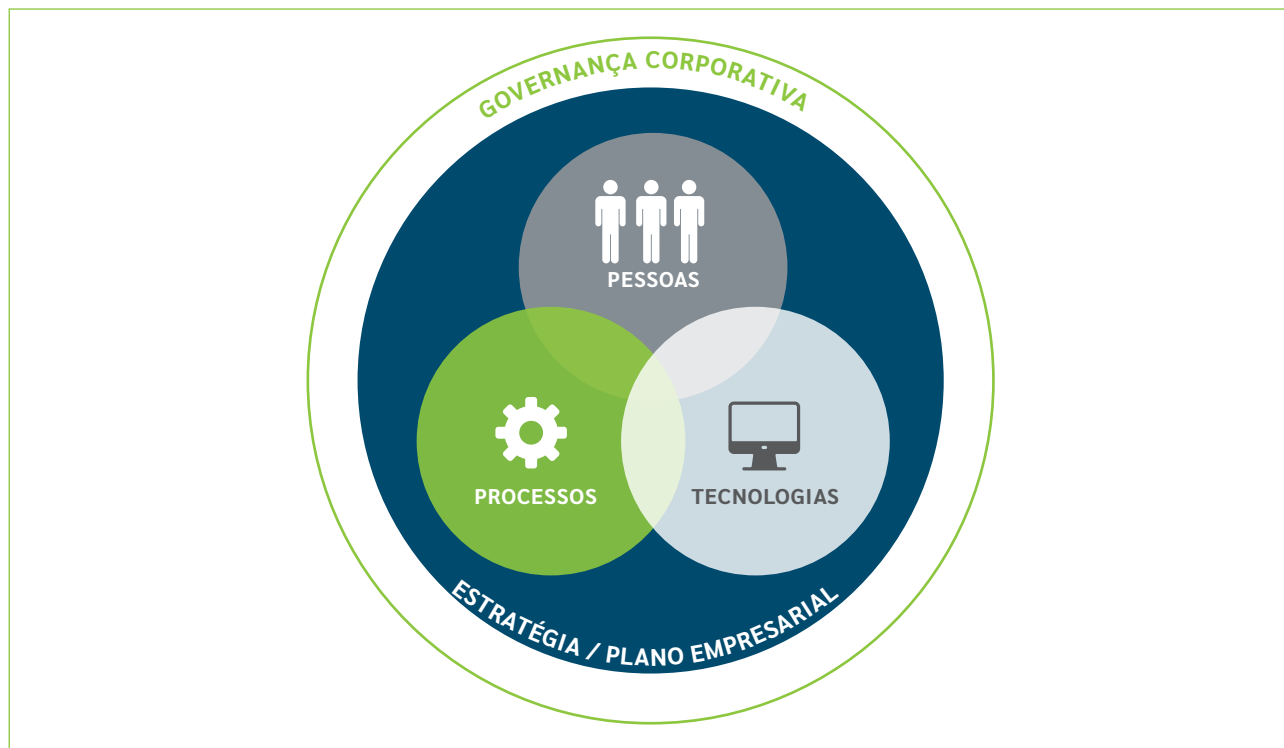 GOVERNANÇA CORPORATIVA
PESSOAS
PROCESSOS
TECNOLOGIAS
ESTRATÉGIA / PLANO EMPRESARIAL